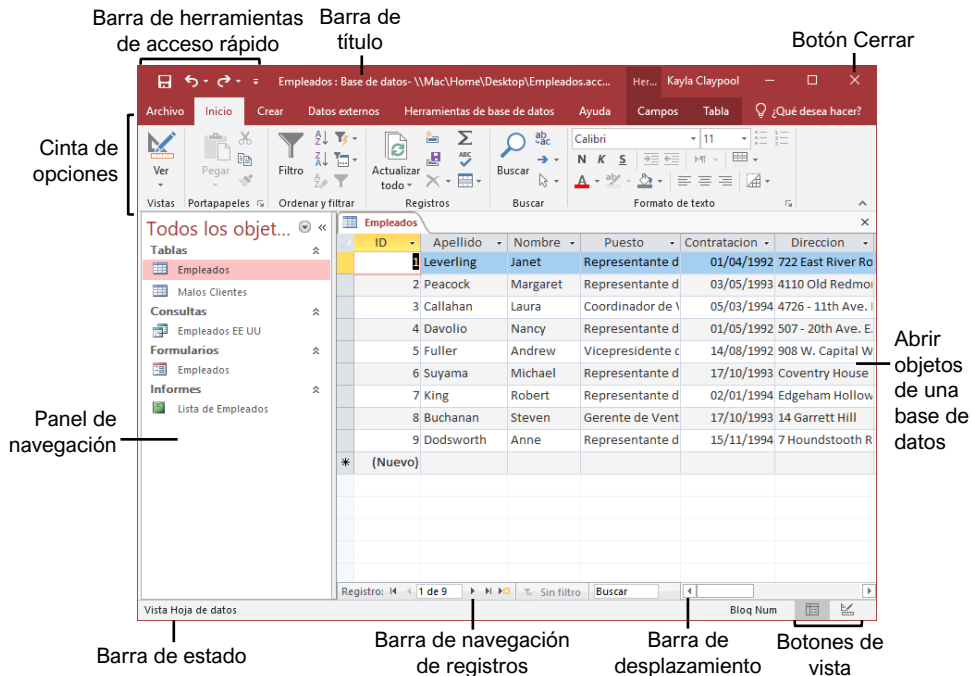 Barra de herramientas
de acceso rápido
Barra de
título
Botón Cerrar
Empleados : Base de datos- \\Mac\Home\Desktop\Empleados.acc...
Her...
Kayla Claypool
Archivo
Inicio
Crear
Datos externos
Herramientas de base de datos
Ayuda
Campos
Tabla
¿Qué desea hacer?
Cinta de
opciones
Ver
Pegar
Filtro
Actualizar
todo
Buscar
Calibri
11
N K S
Vistas
Portapapeles
Ordenar y filtrar
Registros
Buscar
Formato de texto
Todos los objet...
Tablas
Empleados
Malos Clientes
Consultas
Empleados EE UU
Formularios
Empleados
Informes
Lista de Empleados
Panel de
navegación
Empleados
ID Apellido Nombre Puesto Contratacion Direccion
1 Leverling Janet Representante d 01/04/1992 722 East River Ro
2 Peacock Margaret Representante d 03/05/1993 4110 Old Redmo
3 Callahan Laura Coordinador de 05/03/1994 4726 - 11th Ave.
4 Davolio Nancy Representante d 01/05/1992 507 - 20th Ave. E.
5 Fuller Andrew Vicepresidente 14/08/1992 908 W. Capital W
6 Suyama Michael Representante d 17/10/1993 Coventry House
7 King Robert Representante d 02/01/1994 Edgeham Hollow
8 Buchanan Steven Gerente de Vent 17/10/1993 14 Garrett Hill
9 Dodsworth Anne Representante d 15/11/1994 7 Houndstooth R
(Nuevo)
Abrir
objetos
de una
base de
datos
Registro: 1 de 9 Sin filtro Buscar
Vista Hoja de datos
Bloq Num
Barra de estado
Barra de navegación
de registros
Barra de
desplazamiento
Botones de
vista